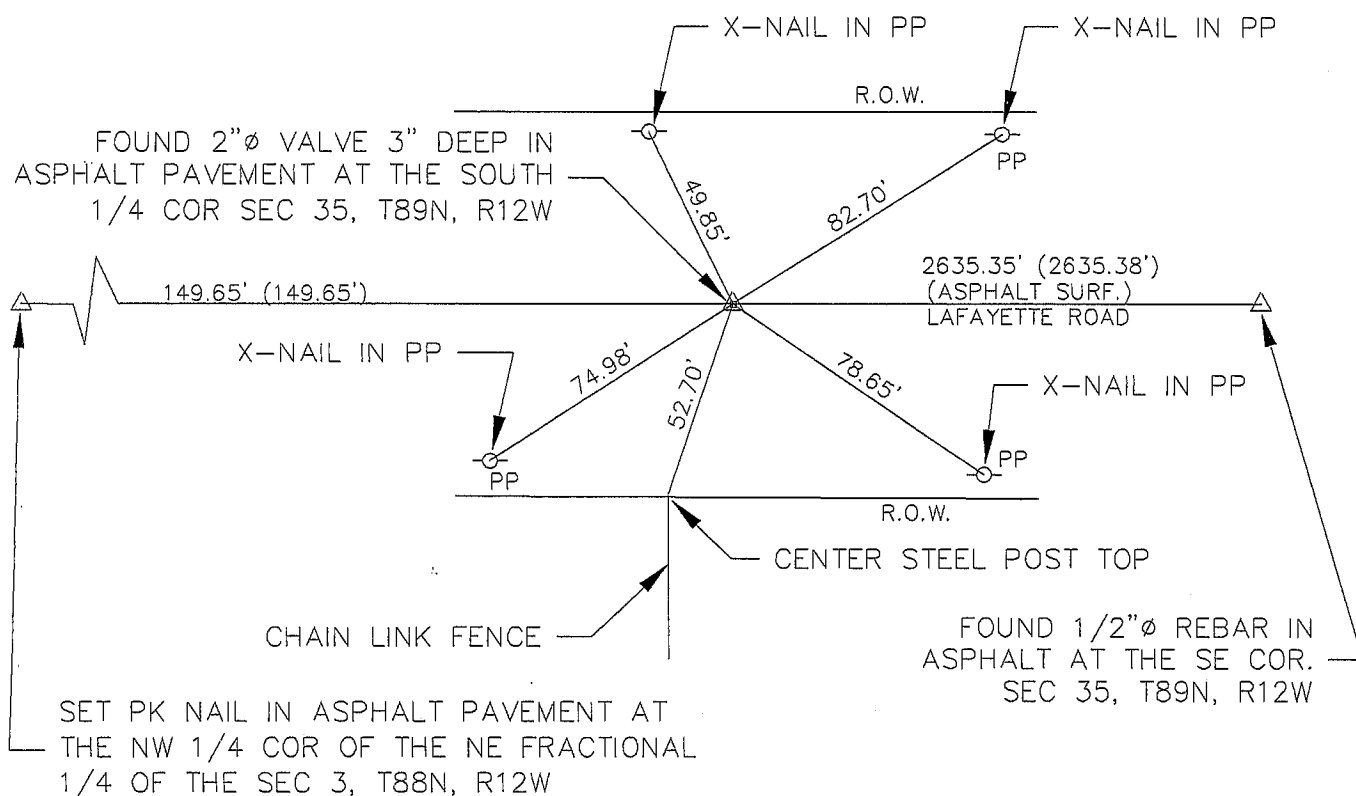 X-NAIL IN PP
X-NAIL IN PP
R.O.W.
FOUND 2"ø VALVE 3" DEEP IN
ASPHALT PAVEMENT AT THE SOUTH
1/4 COR SEC 35, T89N, R12W
PP
49.85'
82.70'
149.65' (149.65')
2635.35' (2635.38')
(ASPHALT SURF.)
LAFAYETTE ROAD
X-NAIL IN PP
74.98'
52.70'
78.65'
X-NAIL IN PP
PP
PP
R.O.W.
CENTER STEEL POST TOP
CHAIN LINK FENCE
FOUND 1/2"ø REBAR IN
ASPHALT AT THE SE COR.
SEC 35, T89N, R12W
SET PK NAIL IN ASPHALT PAVEMENT AT
THE NW 1/4 COR OF THE NE FRACTIONAL
1/4 OF THE SEC 3, T88N, R12W